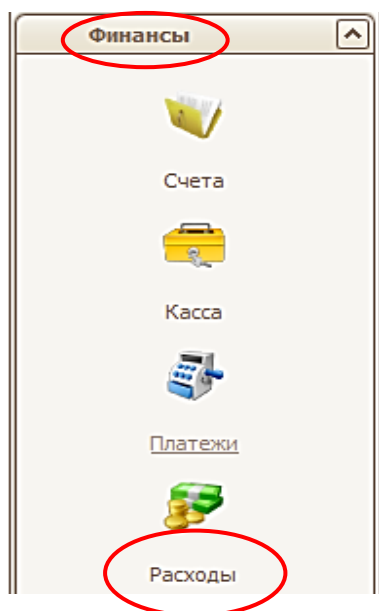 Финансы
Счета
Касса
Платежи
Расходы